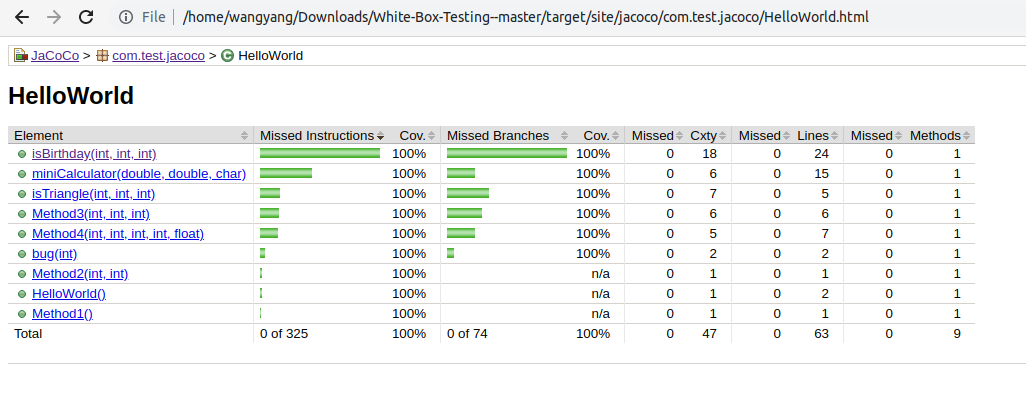 File /home/wangyang/Downloads/White-Box-Testing--master/target/site/jacoco/com.test.jacoco/HelloWorld.html
JaCoCo > com.test.jacoco > HelloWorld
HelloWorld
Element Missed Instructions Cov. Missed Branches Cov. Missed Cxty Missed Lines Missed Methods
isBirthday(int, int, int) 100% 100% 0 18 0 24 0 1
miniCalculator(double, double, char) 100% 100% 0 6 0 15 0 1
isTriangle(int, int, int) 100% 100% 0 7 0 5 0 1
Method3(int, int, int) 100% 100% 0 6 0 6 0 1
Method4(int, int, int, int, float) 100% 100% 0 5 0 7 0 1
bug(int) 100% 100% 0 2 0 2 0 1
Method2(int, int) 100% n/a 0 1 0 1 0 1
HelloWorld() 100% n/a 0 1 0 2 0 1
Method1() 100% n/a 0 1 0 1 0 1
Total 0 of 325 100% 0 of 74 100% 0 47 0 63 0 9